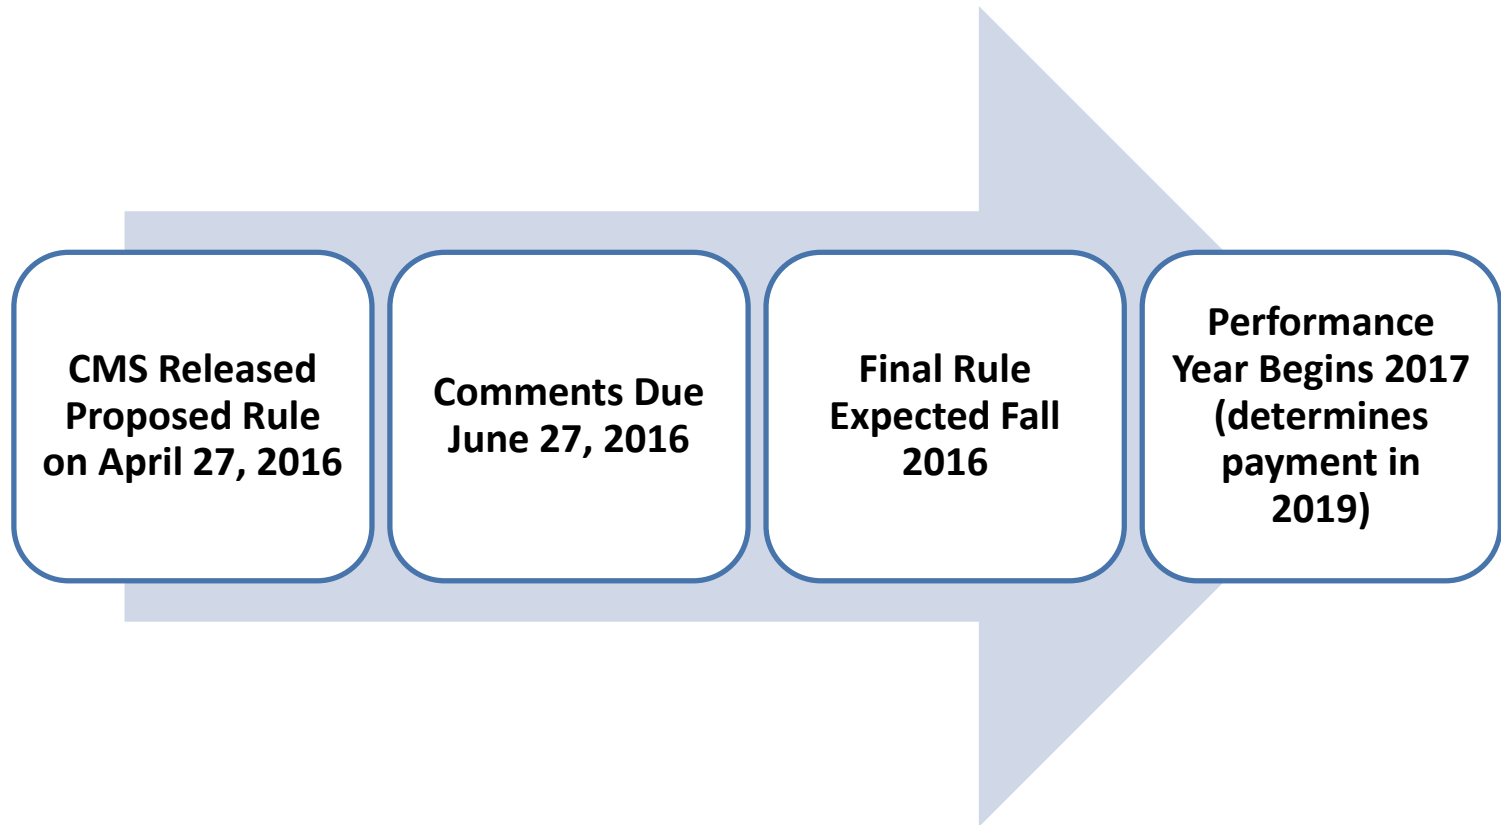 CMS Released
Proposed Rule
on April 27, 2016
Comments Due
June 27, 2016
Final Rule
Expected Fall
2016
Performance
Year Begins 2017
(determines
payment in
2019)